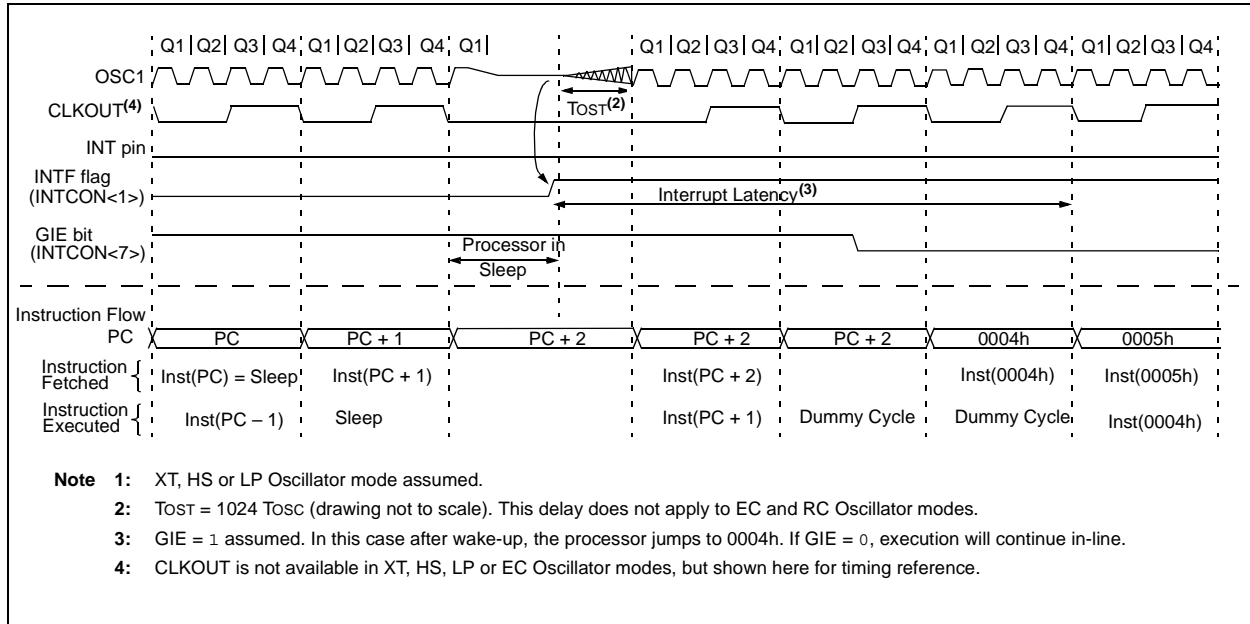 Q1 | Q2 | Q3 | Q4 | Q1 | Q2 | Q3 | Q4 | Q1 | Q1 | Q2 | Q3 | Q4 | Q1 | Q2 | Q3 | Q4 | Q1 | Q2 | Q3 | Q4 | Q1 | Q2 | Q3 | Q4
OSC1
CLKOUT(4)
TOST(2)
INT pin
INTF flag
(INTCON<1>)
Interrupt Latency(3)
GIE bit
(INTCON<7>)
Processor in
Sleep
Instruction Flow
PC PC PC + 1 PC + 2 PC + 2 PC + 2 0004h 0005h
Instruction
Fetched { Inst(PC) = Sleep Inst(PC + 1) Inst(PC + 2) Inst(0004h) Inst(0005h)
Instruction
Executed { Inst(PC – 1) Sleep Inst(PC + 1) Dummy Cycle Dummy Cycle Inst(0004h)
Note 1: XT, HS or LP Oscillator mode assumed.
2: TOST = 1024 TOSC (drawing not to scale). This delay does not apply to EC and RC Oscillator modes.
3: GIE = 1 assumed. In this case after wake-up, the processor jumps to 0004h. If GIE = 0, execution will continue in-line.
4: CLKOUT is not available in XT, HS, LP or EC Oscillator modes, but shown here for timing reference.